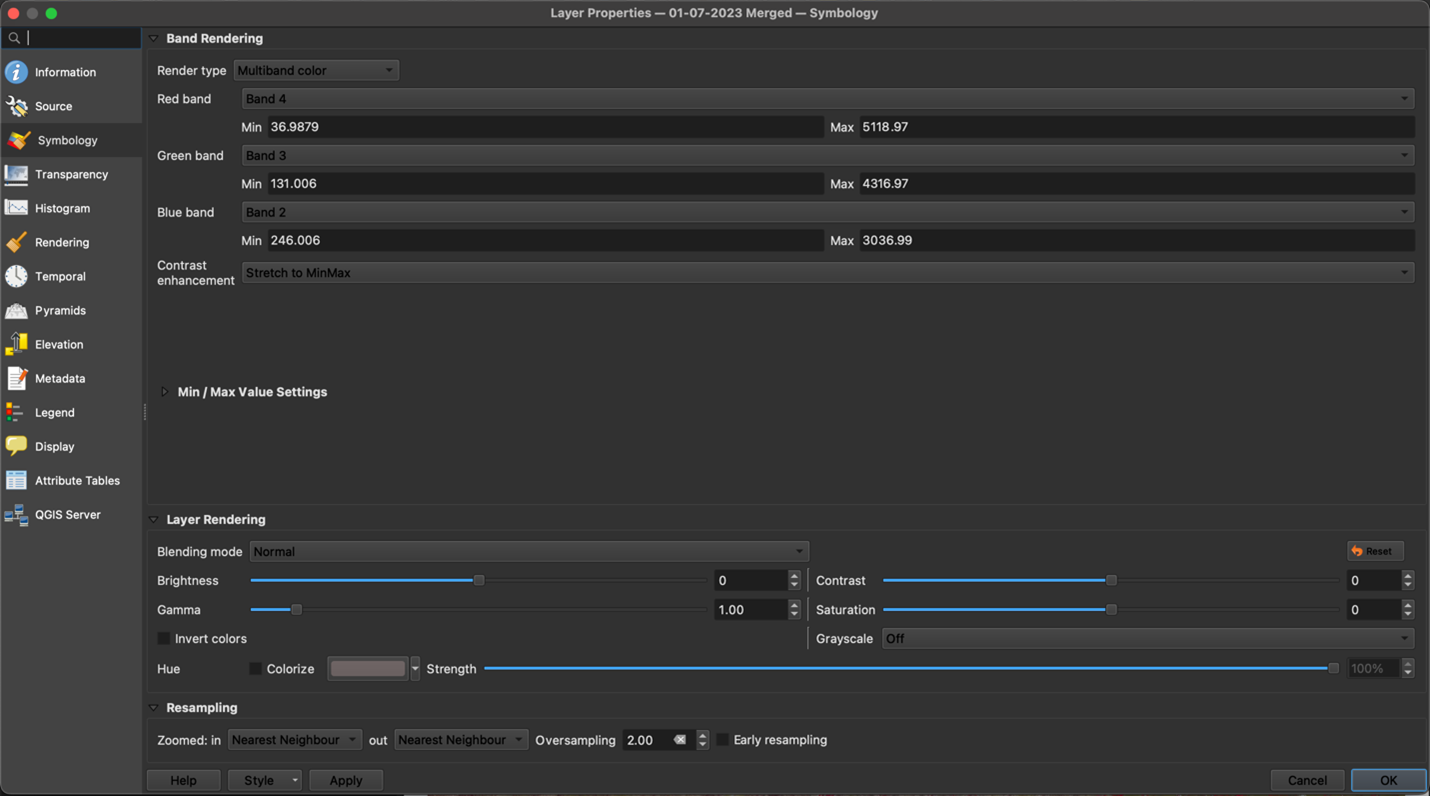 Layer Properties — 01-07-2023 Merged — Symbology
Information
Source
Symbology
Transparency
Histogram
Rendering
Temporal
Pyramids
Elevation
Metadata
Legend
Display
Attribute Tables
QGIS Server
Band Rendering
Render type Multiband color
Red band Band 4
Min 36.9879 Max 5118.97
Green band Band 3
Min 131.006 Max 4316.97
Blue band Band 2
Min 246.006 Max 3036.99
Contrast
enhancement Stretch to MinMax
Min / Max Value Settings
Layer Rendering
Blending mode Normal Reset
Brightness 0 Contrast 0
Gamma 1.00 Saturation 0
Invert colors Grayscale Off
Hue Colorize Strength 100%
Resampling
Zoomed: in Nearest Neighbour out Nearest Neighbour Oversampling 2.00 Early resampling
Help Style Apply Cancel OK